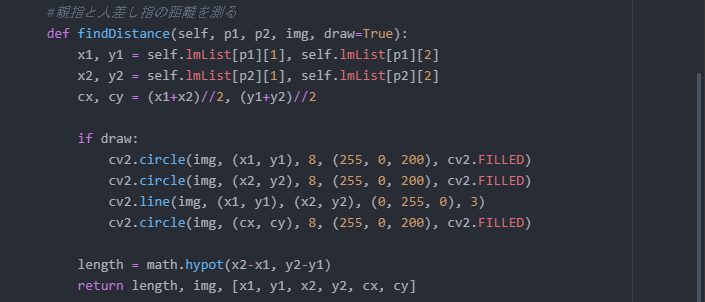 #親指と人差し指の距離を測る
def findDistance(self, p1, p2, img, draw=True):
x1, y1 = self.lmList[p1][1], self.lmList[p1][2]
x2, y2 = self.lmList[p2][1], self.lmList[p2][2]
cx, cy = (x1+x2)//2, (y1+y2)//2
if draw:
cv2.circle(img, (x1, y1), 8, (255, 0, 200), cv2.FILLED)
cv2.circle(img, (x2, y2), 8, (255, 0, 200), cv2.FILLED)
cv2.line(img, (x1, y1), (x2, y2), (0, 255, 0), 3)
cv2.circle(img, (cx, cy), 8, (255, 0, 200), cv2.FILLED)
length = math.hypot(x2-x1, y2-y1)
return length, img, [x1, y1, x2, y2, cx, cy]